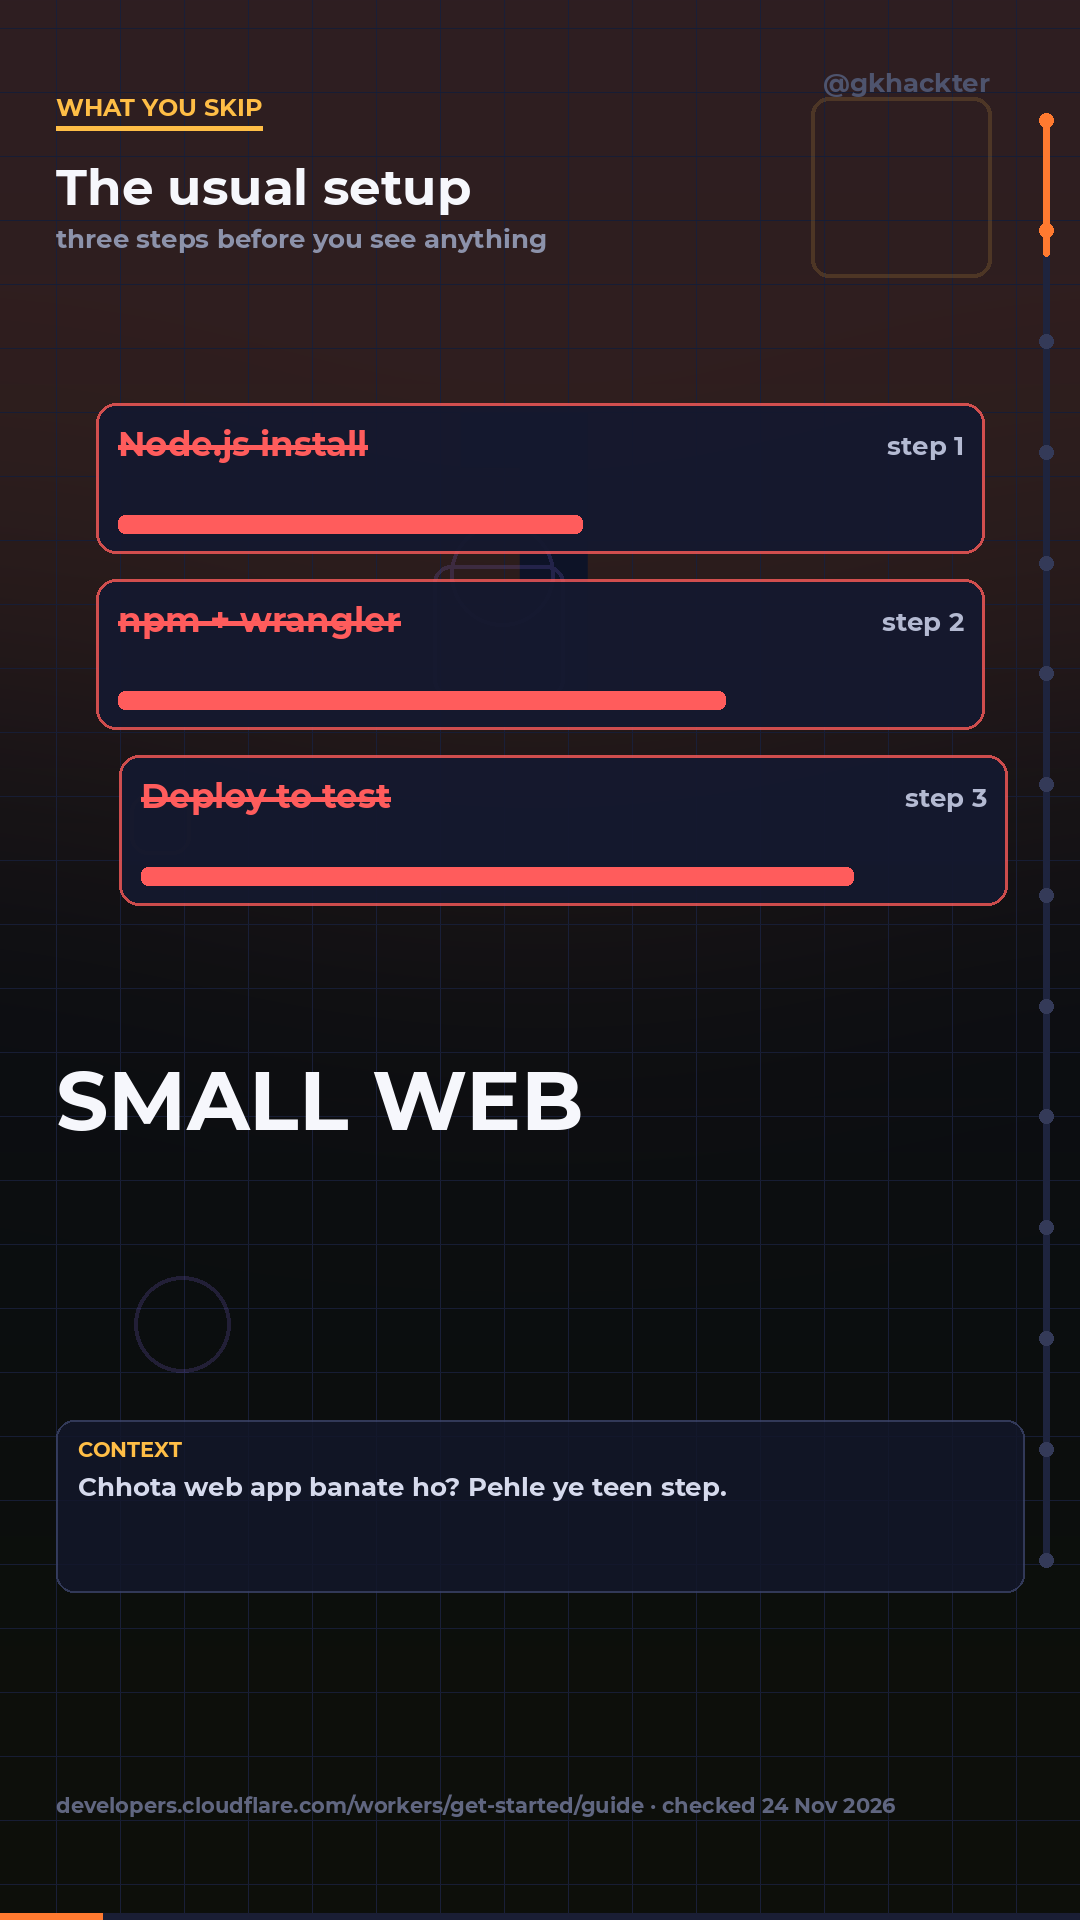 @gkhackter
WHAT YOU SKIP
The usual setup
three steps before you see anything
Node.js install
step 1
npm + wrangler
step 2
Deploy to test
step 3
SMALL WEB
CONTEXT
Chhota web app banate ho? Pehle ye teen step.
developers.cloudflare.com/workers/get-started/guide · checked 24 Nov 2026